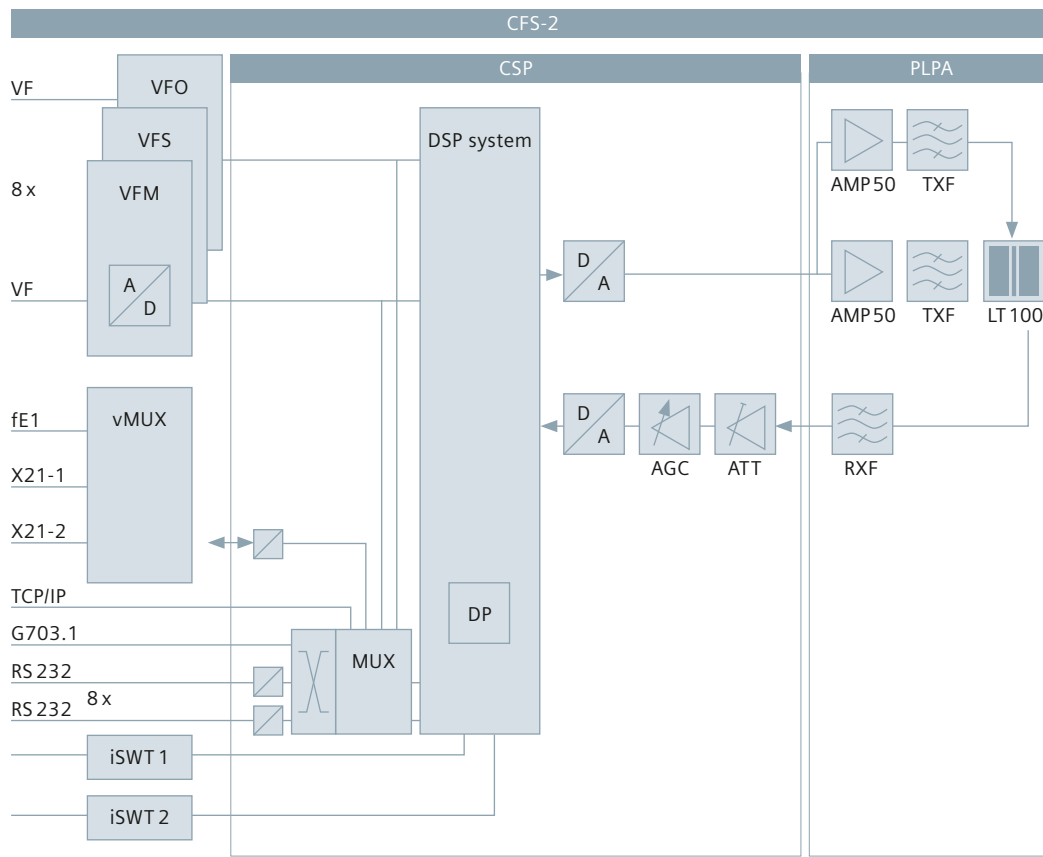 CFS-2
CSP
PLPA
VF
VFO
VFS
DSP system
8 x
VFM
AMP 50
TXF
VF
A
D
D
A
AMP 50
TXF
LT 100
fE1
vMUX
D
A
X21-1
AGC
ATT
RXF
X21-2
TCP/IP
DP
G703.1
RS 232
MUX
8 x
RS 232
iSWT 1
iSWT 2